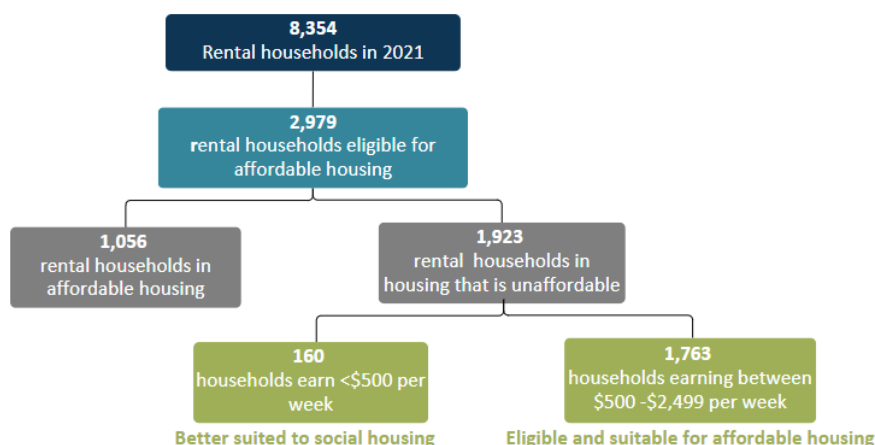 8,354
Rental households in 2021
2,979
rental households eligible for
affordable housing
1,056
rental households in
affordable housing
1,923
rental households in
housing that is unaffordable
160
households earn <$500 per
week
Better suited to social housing
1,763
households earning between
$500 -$2,499 per week
Eligible and suitable for affordable housing